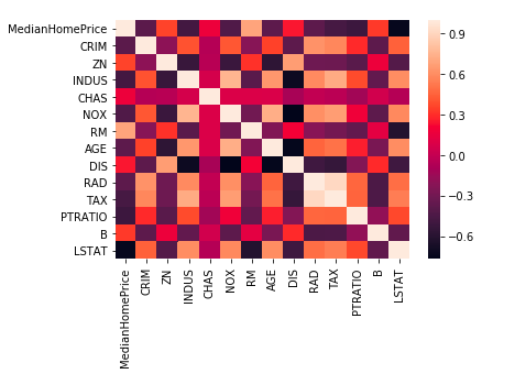 MedianHomePrice
CRIM
ZN
INDUS
CHAS
NOX
RM
AGE
DIS
RAD
TAX
PTRATIO
B
LSTAT
0.9
0.6
0.3
0.0
−0.3
−0.6
MedianHomePrice
CRIM
ZN
INDUS
CHAS
NOX
RM
AGE
DIS
RAD
TAX
PTRATIO
B
LSTAT